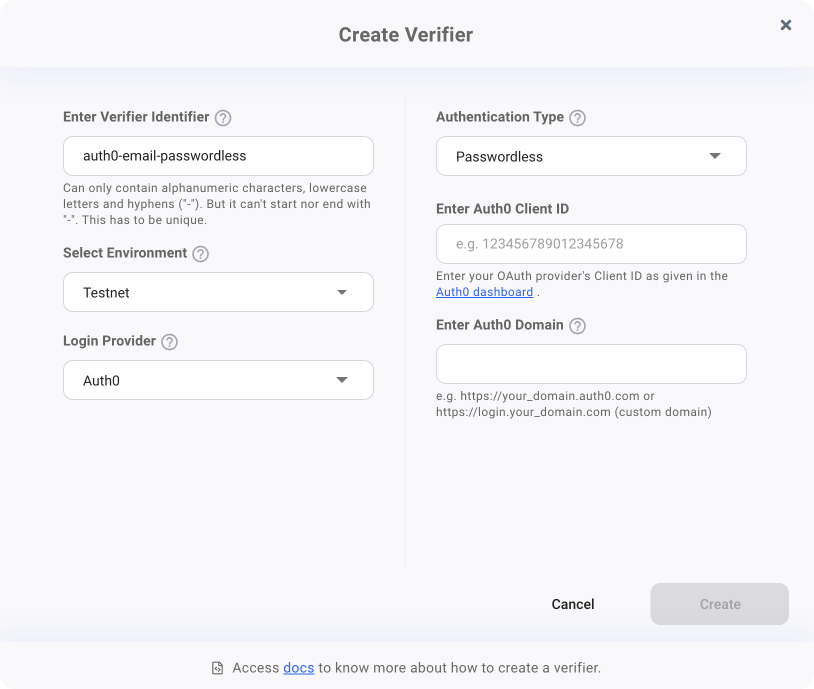 Create Verifier
Enter Verifier Identifier
auth0-email-passwordless
Can only contain alphanumeric characters, lowercase
letters and hyphens ("-"). But it can't start nor end with
"-". This has to be unique.
Select Environment
Testnet
Login Provider
Auth0
Authentication Type
Passwordless
Enter Auth0 Client ID
e.g. 123456789012345678
Enter your OAuth provider's Client ID as given in the
Auth0 dashboard .
Enter Auth0 Domain
e.g. https://your_domain.auth0.com or
https://login.your_domain.com (custom domain)
Cancel
Create
Access docs to know more about how to create a verifier.